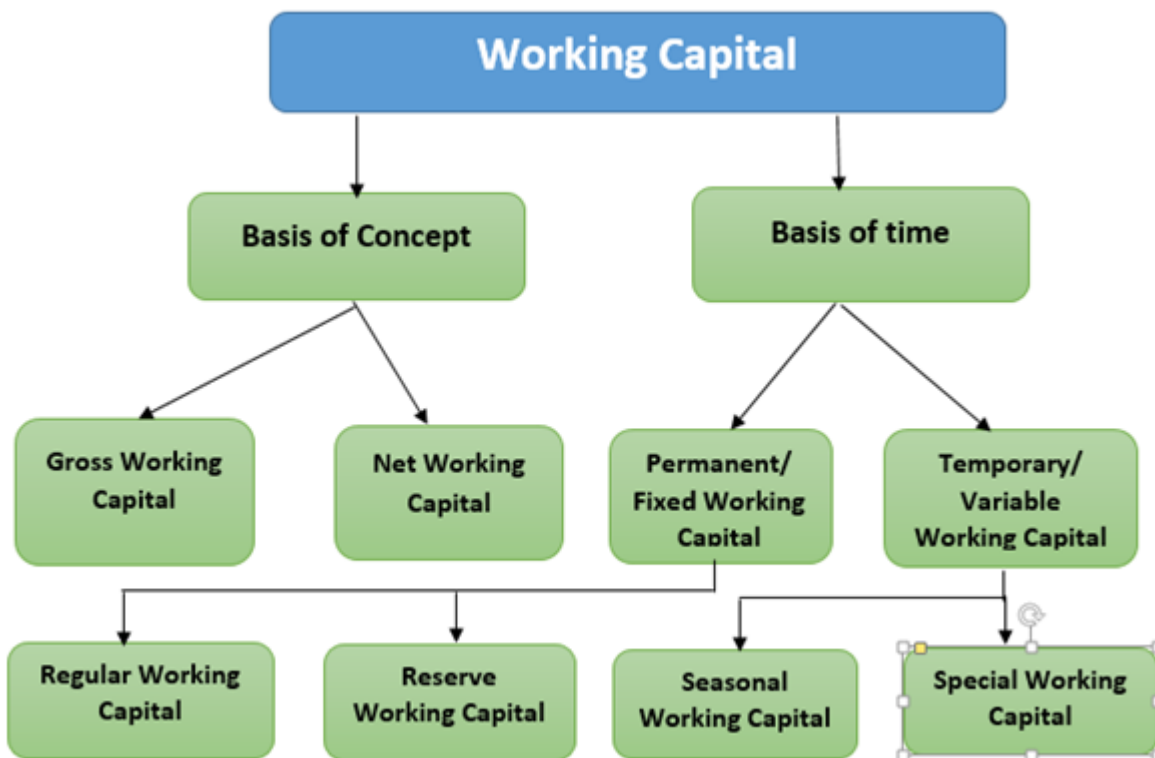 Working Capital
Basis of Concept
Basis of time
Gross Working
Capital
Net Working
Capital
Permanent/
Fixed Working
Capital
Temporary/
Variable
Working Capital
Regular Working
Capital
Reserve
Working Capital
Seasonal
Working Capital
Special Working
Capital